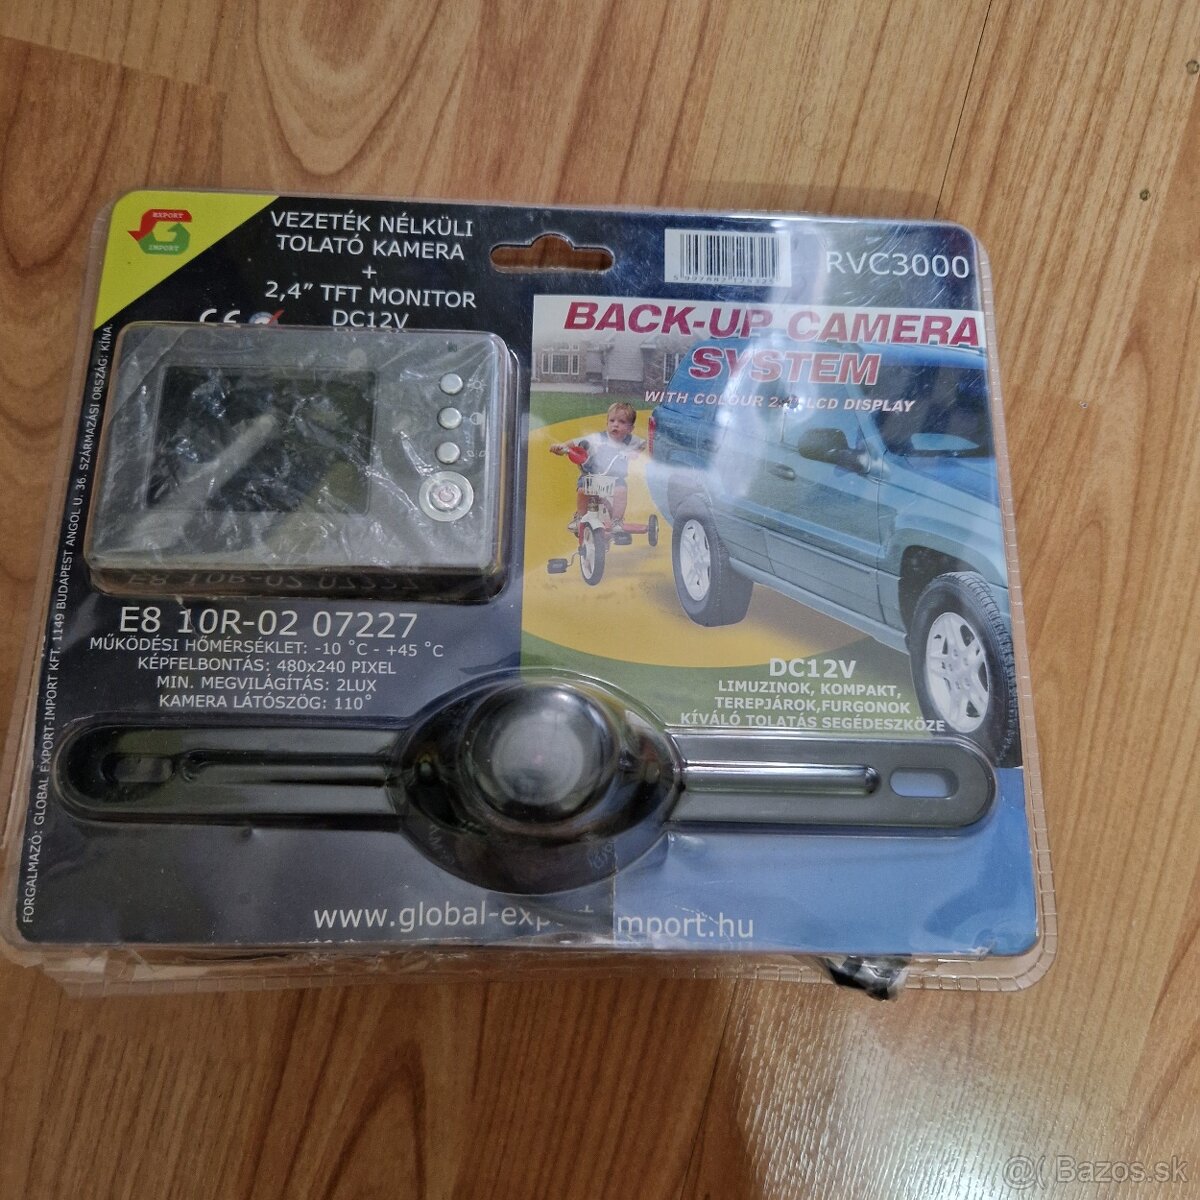 EXPORT
IMPORT
VEZETÉK NÉLKÜLI
TOLATÓ KAMERA
+
2,4” TFT MONITOR
DC12V
CE
RVC3000
BACK-UP CAMERA
SYSTEM
WITH COLOUR 2,4" LCD DISPLAY
E8 10R-02 07227
MŰKÖDÉSI HŐMÉRSÉKLET: -10 °C - +45 °C
KÉPFELBONTÁS: 480x240 PIXEL
MIN. MEGVILÁGÍTÁS: 2LUX
KAMERA LÁTÓSZÖG: 110°
DC12V
LIMUZINOK, KOMPAKT,
TEREPJÁROK,FURGONOK
KÍVÁLÓ TOLATÁS SEGÉDESZKÖZE
FORGALMAZÓ: GLOBAL EXPORT-IMPORT KFT. 1149 BUDAPEST ANGOL U. 36. SZÁRMAZÁSI ORSZÁG: KÍNA.
www.global-exp mport.hu
@( Bazos.sk